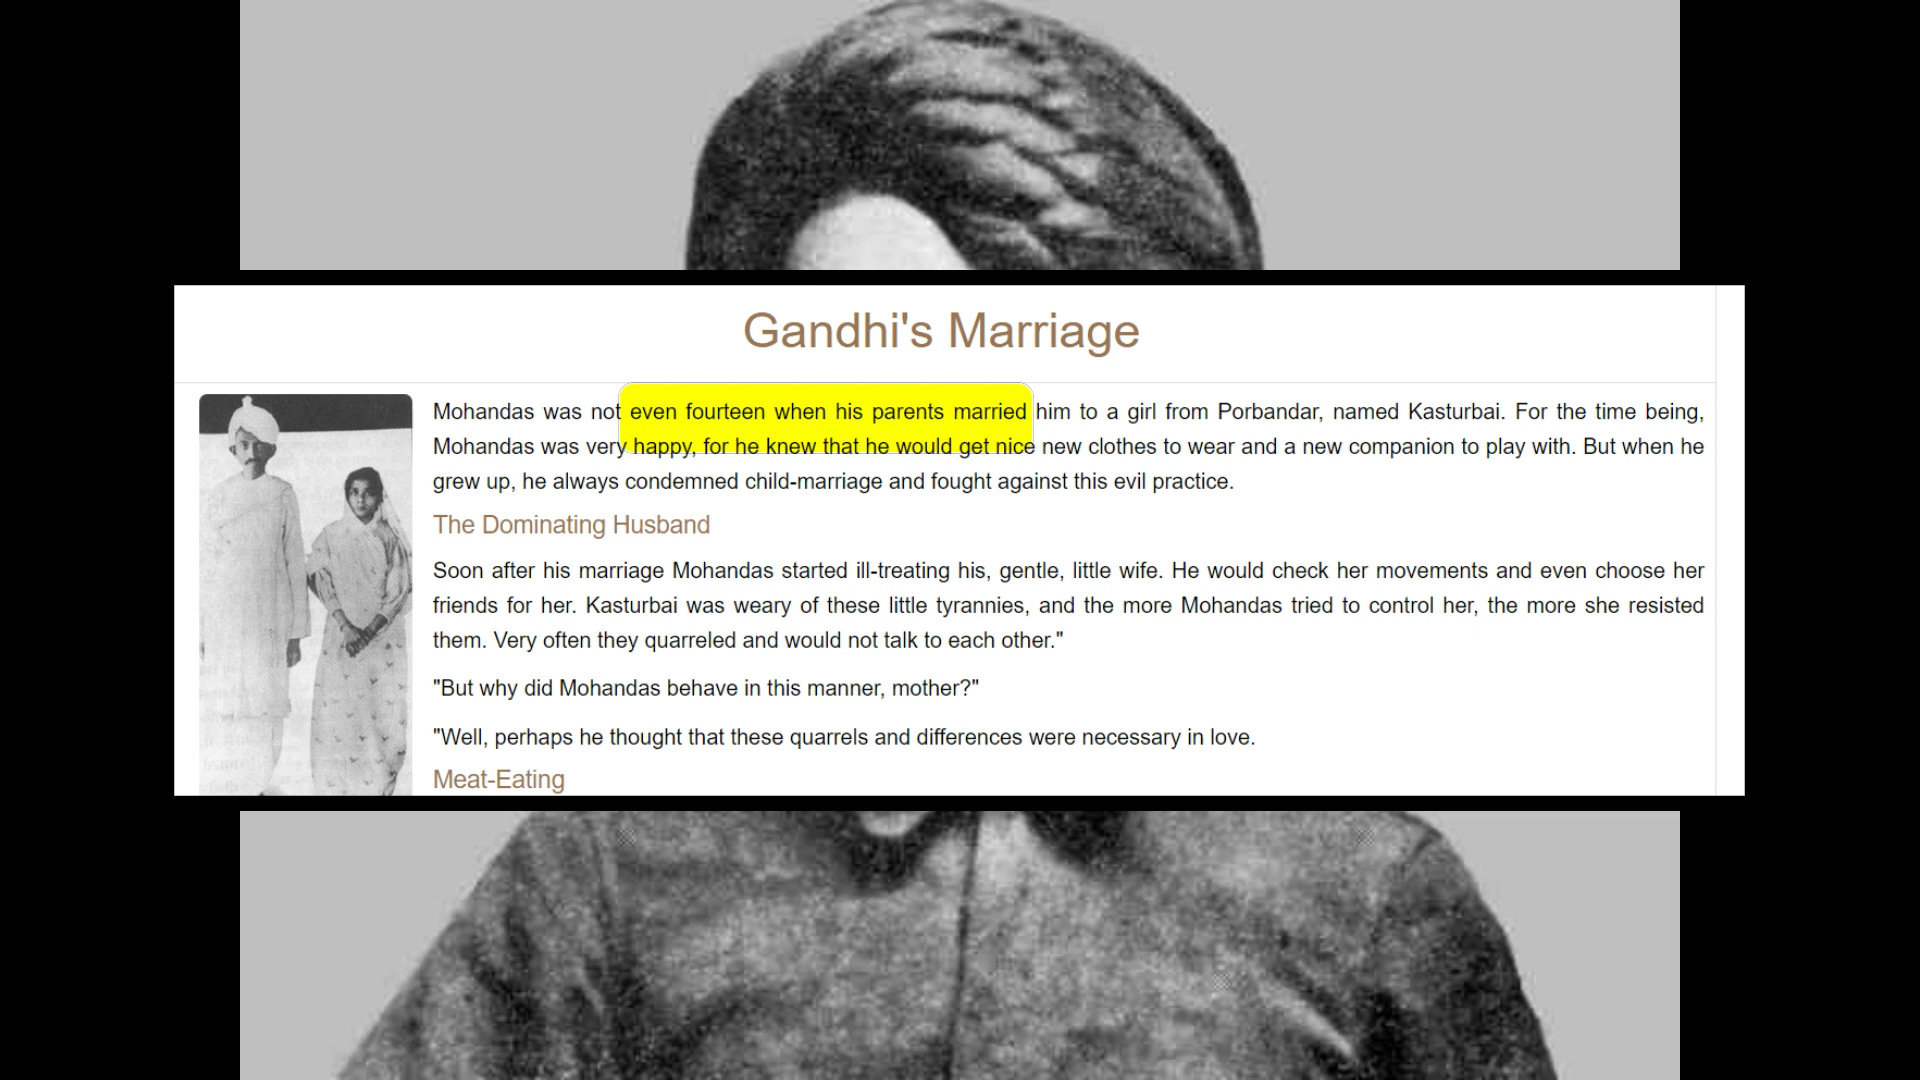 Gandhi's Marriage
Mohandas was not even fourteen when his parents married him to a girl from Porbandar, named Kasturbai. For the time being,
Mohandas was very happy, for he knew that he would get nice new clothes to wear and a new companion to play with. But when he
grew up, he always condemned child-marriage and fought against this evil practice.
The Dominating Husband
Soon after his marriage Mohandas started ill-treating his, gentle, little wife. He would check her movements and even choose her
friends for her. Kasturbai was weary of these little tyrannies, and the more Mohandas tried to control her, the more she resisted
them. Very often they quarreled and would not talk to each other."
"But why did Mohandas behave in this manner, mother?"
"Well, perhaps he thought that these quarrels and differences were necessary in love.
Meat-Eating